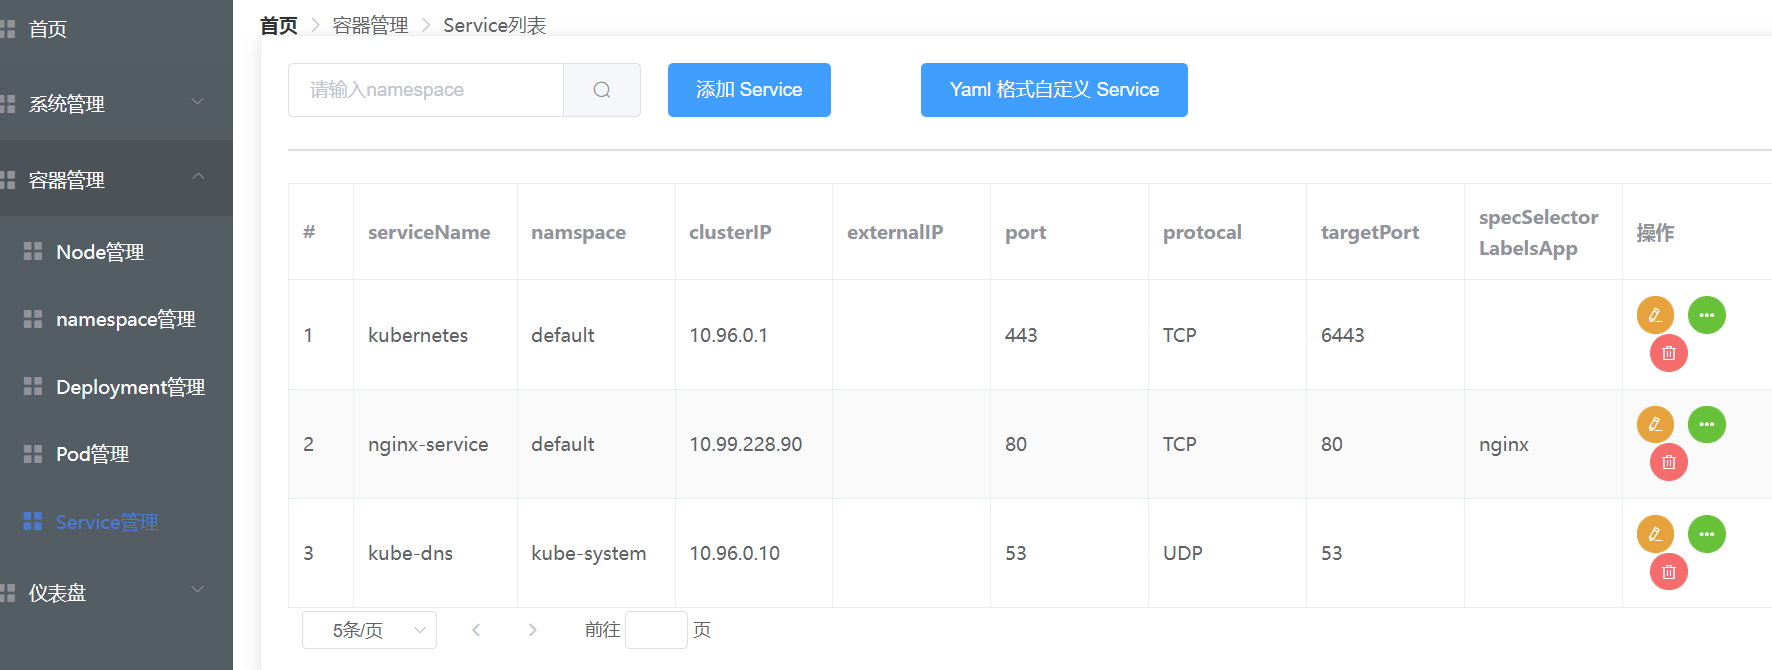 首页
系统管理
容器管理
Node管理
namespace管理
Deployment管理
Pod管理
Service管理
仪表盘
首页 > 容器管理 > Service列表
请输入namespace
添加 Service
Yaml 格式自定义 Service
# serviceName namspace clusterIP externalIP port protocal targetPort specSelectorLabelsApp 操作
1 kubernetes default 10.96.0.1 443 TCP 6443
2 nginx-service default 10.99.228.90 80 TCP 80 nginx
3 kube-dns kube-system 10.96.0.10 53 UDP 53
5条/页 < > 前往 页